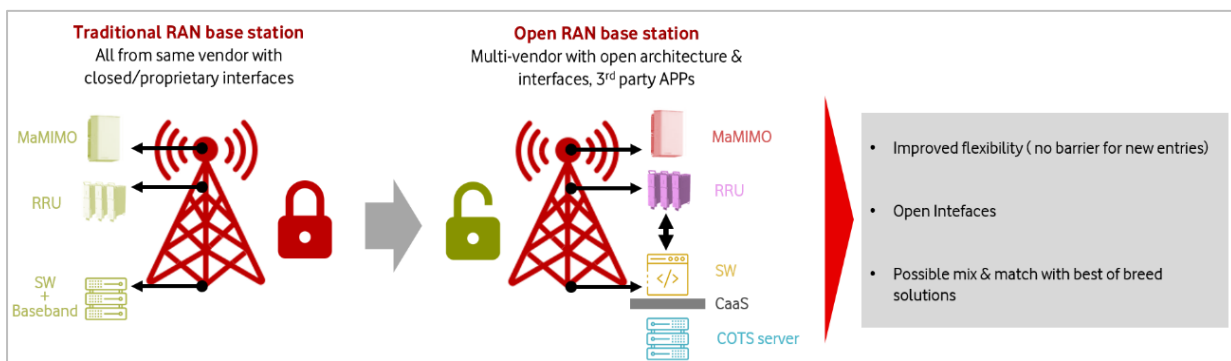 Traditional RAN base station
All from same vendor with
closed/proprietary interfaces
MaMIMO
RRU
SW
+
Baseband
Open RAN base station
Multi-vendor with open architecture &
interfaces, 3rd party APPs
MaMIMO
RRU
</>
SW
CaaS
COTS server
• Improved flexibility ( no barrier for new entries)
• Open Intefaces
• Possible mix & match with best of breed
solutions